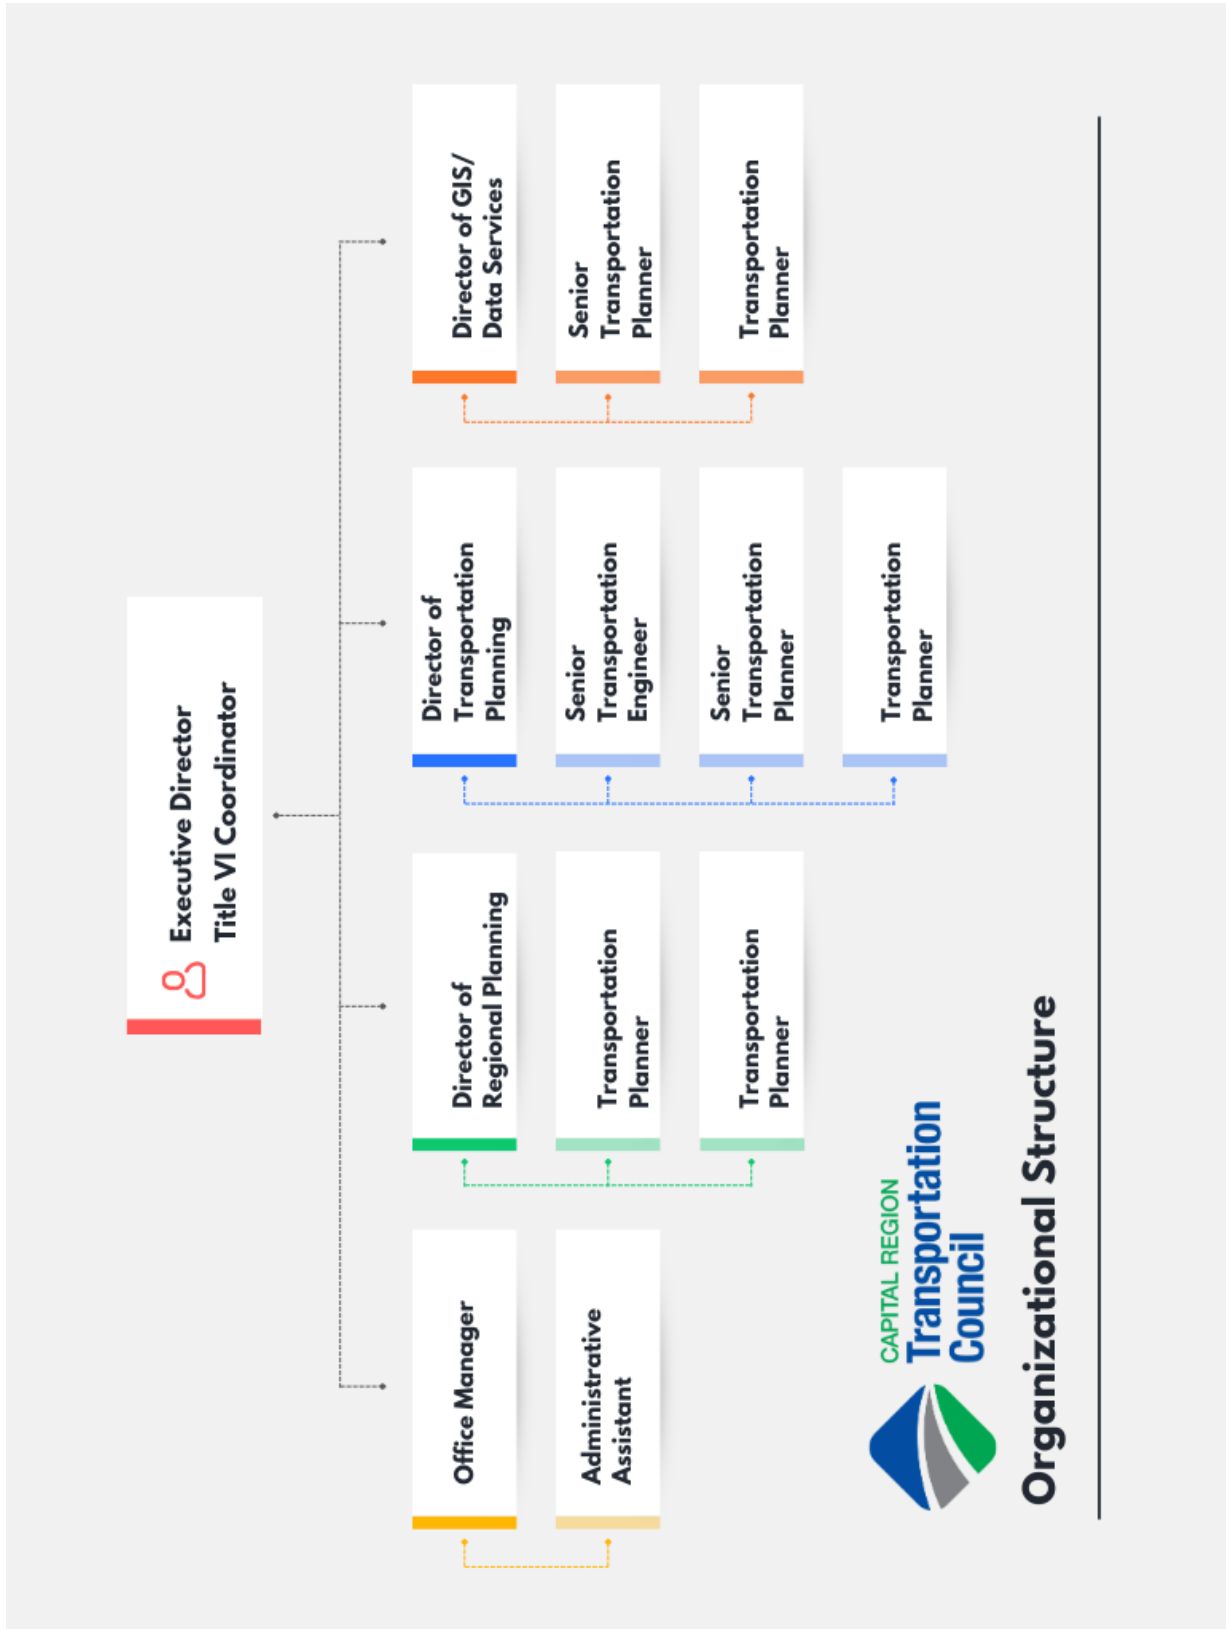 Executive Director
Title VI Coordinator
Office Manager
Administrative
Assistant
Director of
Regional Planning
Transportation
Planner
Transportation
Planner
Director of
Transportation
Planning
Senior
Transportation
Engineer
Senior
Transportation
Planner
Transportation
Planner
Director of GIS/
Data Services
Senior
Transportation
Planner
Transportation
Planner
CAPITAL REGION
Transportation
Council
Organizational Structure